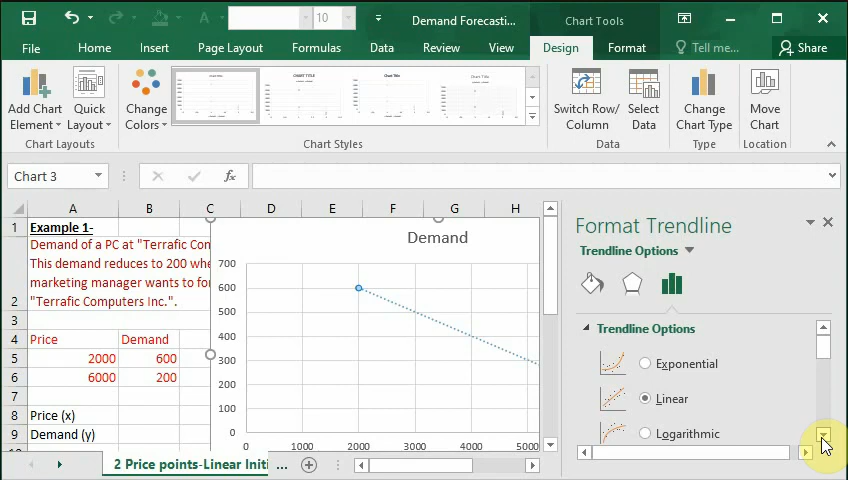 10
Demand Forecasti...
Chart Tools
File
Home
Insert
Page Layout
Formulas
Data
Review
View
Design
Format
Tell me...
Share
Add Chart Element
Quick Layout
Change Colors
Switch Row/ Column
Select Data
Change Chart Type
Move Chart
Chart Layouts
Chart Styles
Data
Type
Location
Chart 3
fx
A B C D E F G H
1 Example 1-
Demand of a PC at "Terrafic Com
This demand reduces to 200 whe
marketing manager wants to for
2 "Terrafic Computers Inc.".
3
4 Price Demand
5 2000 600
6 6000 200
7
8 Price (x)
9 Demand (y)
Demand
700
600
500
400
300
200
100
0
0 1000 2000 3000 4000 5000
2 Price points-Linear Initi ...
Format Trendline
Trendline Options
Trendline Options
Exponential
Linear
Logarithmic